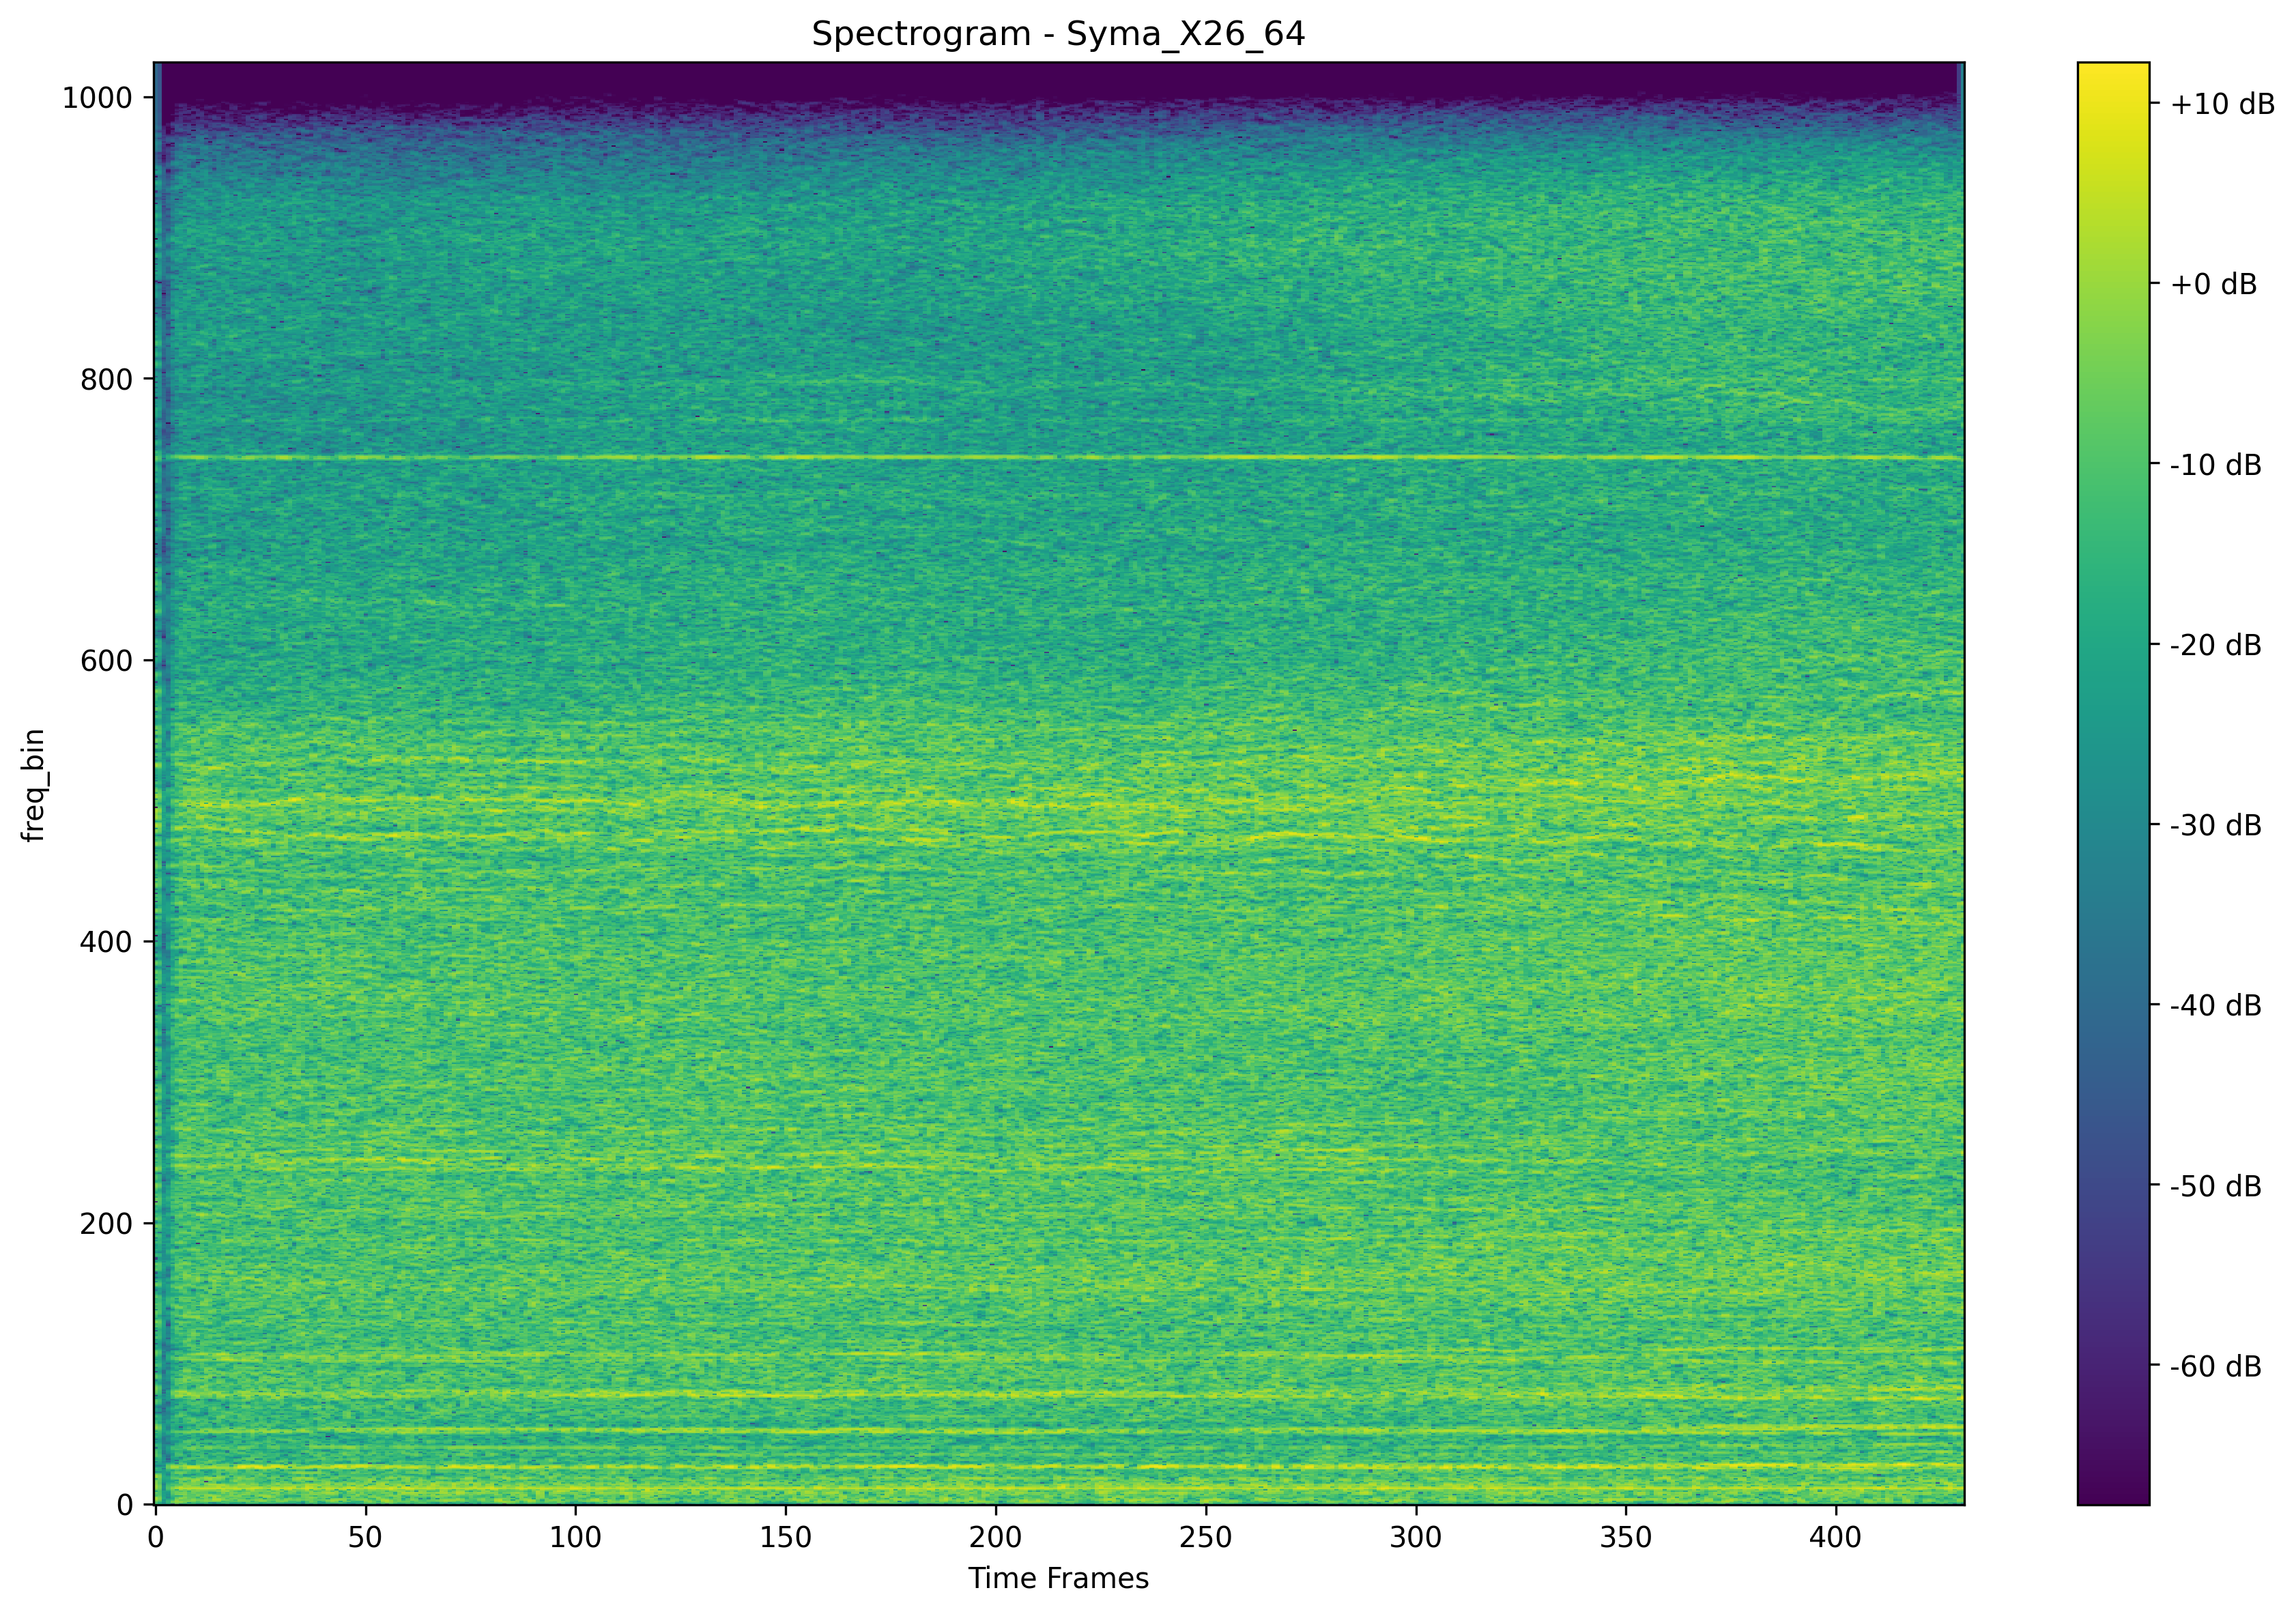 Spectrogram - Syma_X26_64
1000
800
600
400
200
0
freq_bin
0 50 100 150 200 250 300 350 400
Time Frames
+10 dB
+0 dB
-10 dB
-20 dB
-30 dB
-40 dB
-50 dB
-60 dB